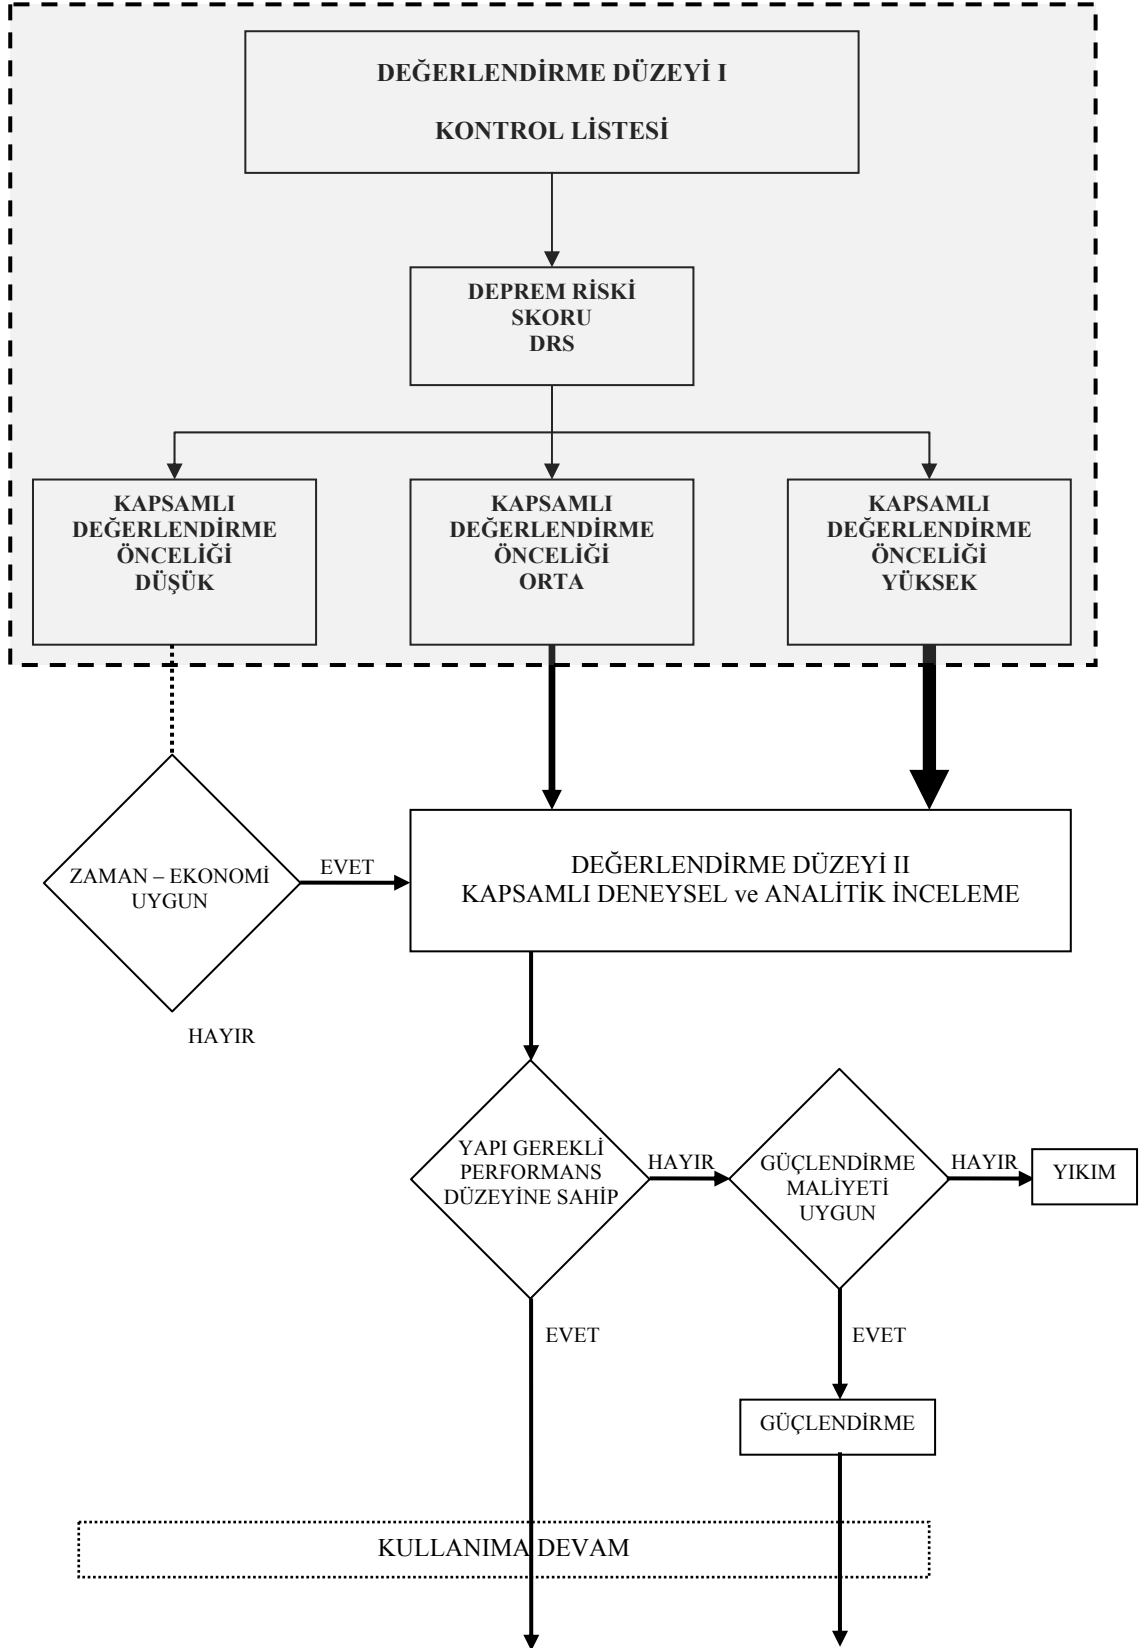 DEĞERLENDİRME DÜZEYİ I
KONTROL LİSTESİ
DEPREM RİSKİ
SKORU
DRS
KAPSAMLI
DEĞERLENDİRME
ÖNCELİĞİ
DÜŞÜK
KAPSAMLI
DEĞERLENDİRME
ÖNCELİĞİ
ORTA
KAPSAMLI
DEĞERLENDİRME
ÖNCELİĞİ
YÜKSEK
ZAMAN – EKONOMİ
UYGUN
EVET
DEĞERLENDİRME DÜZEYİ II
KAPSAMLI DENEYSEL ve ANALİTİK İNCELEME
HAYIR
YAPI GEREKLİ
PERFORMANS
DÜZEYİNE SAHİP
HAYIR
GÜÇLENDİRME
MALİYETİ
UYGUN
HAYIR
YIKIM
EVET
EVET
GÜÇLENDİRME
KULLANIMA DEVAM